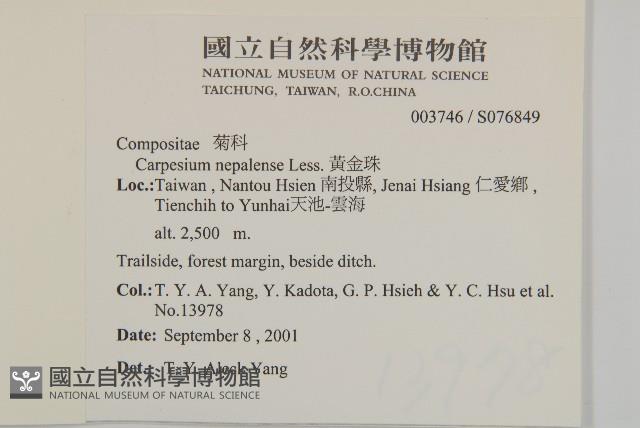 國立自然科學博物館
NATIONAL MUSEUM OF NATURAL SCIENCE
TAICHUNG, TAIWAN, R.O.CHINA
003746 / S076849
Compositae 菊科
Carpesium nepalense Less. 黃金珠
Loc.:Taiwan , Nantou Hsien 南投縣, Jenai Hsiang 仁愛鄉 ,
Tienchih to Yunhai天池-雲海
alt. 2,500 m.
Trailside, forest margin, beside ditch.
Col.: T. Y. A. Yang, Y. Kadota, G. P. Hsieh & Y. C. Hsu et al.
No.13978
Date: September 8 , 2001
Det.: T. Y. Aleck Yang
國立自然科學博物館
NATIONAL MUSEUM OF NATURAL SCIENCE
13978